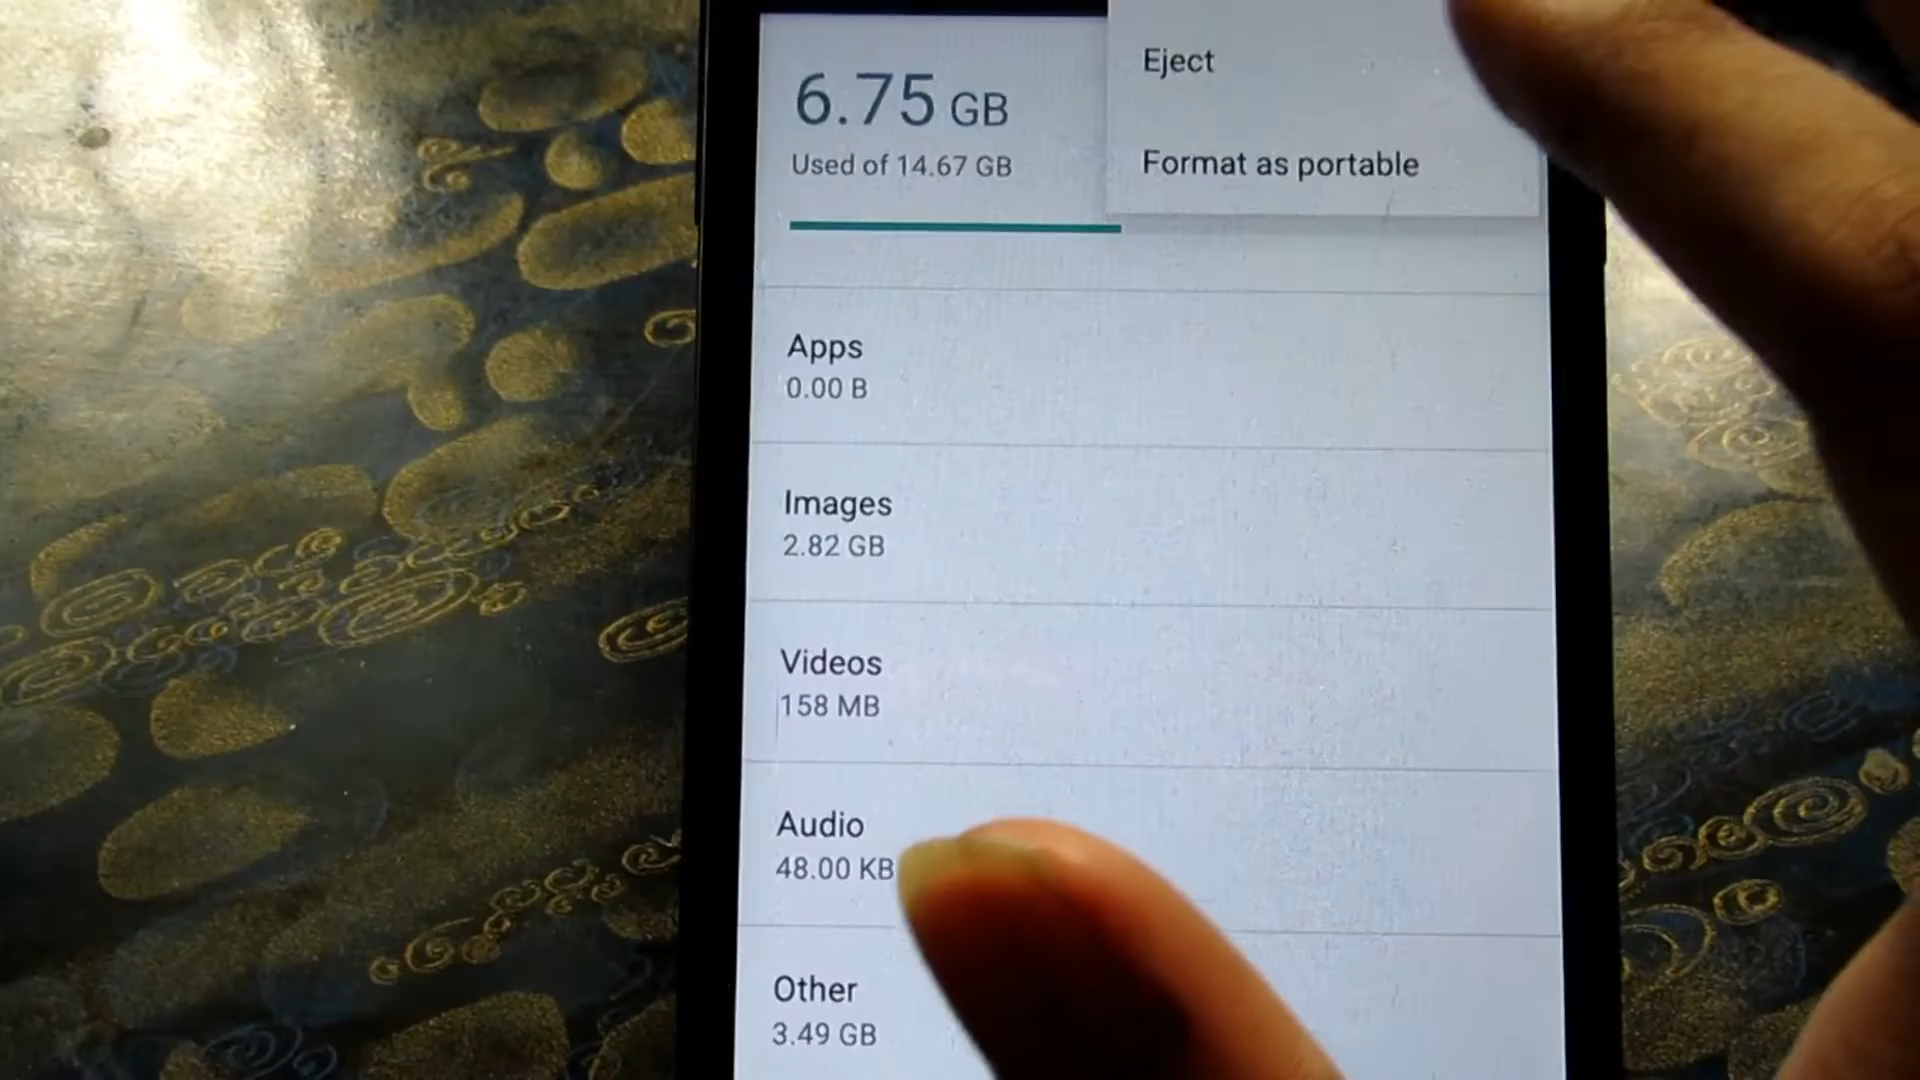 6.75 GB
Used of 14.67 GB
Eject
Format as portable
Apps
0.00 B
Images
2.82 GB
Videos
158 MB
Audio
48.00 KB
Other
3.49 GB